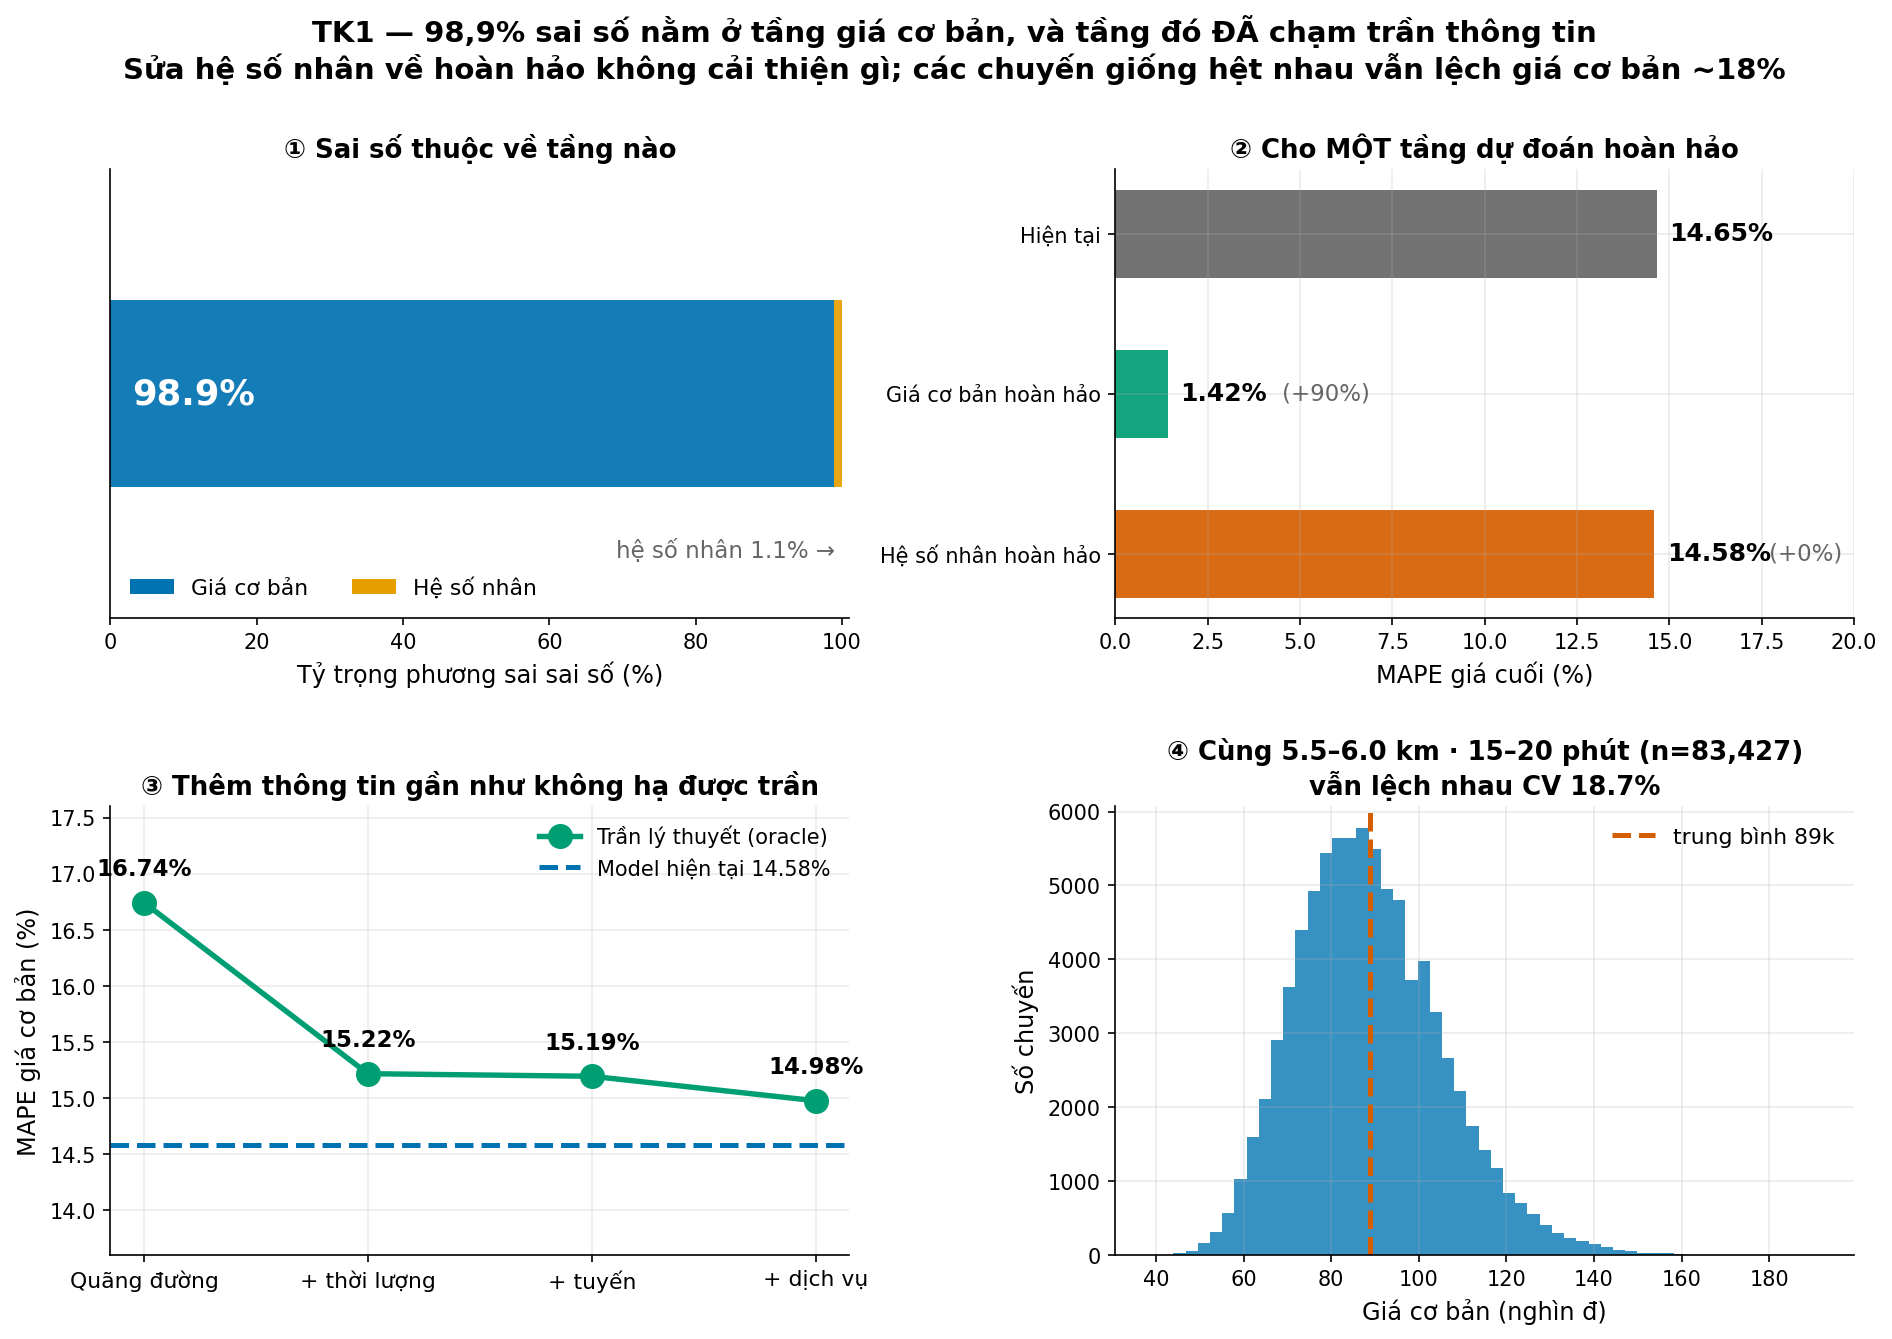 TK1 — 98,9% sai số nằm ở tầng giá cơ bản, và tầng đó ĐÃ chạm trần thông tin
Sửa hệ số nhân về hoàn hảo không cải thiện gì; các chuyến giống hệt nhau vẫn lệch giá cơ bản ~18%
① Sai số thuộc về tầng nào
98.9%
hệ số nhân 1.1% →
Giá cơ bản
Hệ số nhân
0 20 40 60 80 100
Tỷ trọng phương sai sai số (%)
② Cho MỘT tầng dự đoán hoàn hảo
Hiện tại
14.65%
Giá cơ bản hoàn hảo
1.42% (+90%)
Hệ số nhân hoàn hảo
14.58% (+0%)
0.0 2.5 5.0 7.5 10.0 12.5 15.0 17.5 20.0
MAPE giá cuối (%)
③ Thêm thông tin gần như không hạ được trần
MAPE giá cơ bản (%)
17.5
17.0
16.5
16.0
15.5
15.0
14.5
14.0
Trần lý thuyết (oracle)
Model hiện tại 14.58%
16.74%
15.22%
15.19%
14.98%
Quãng đường
+ thời lượng
+ tuyến
+ dịch vụ
④ Cùng 5.5–6.0 km · 15–20 phút (n=83,427)
vẫn lệch nhau CV 18.7%
Số chuyến
6000
5000
4000
3000
2000
1000
0
trung bình 89k
40 60 80 100 120 140 160 180
Giá cơ bản (nghìn đ)